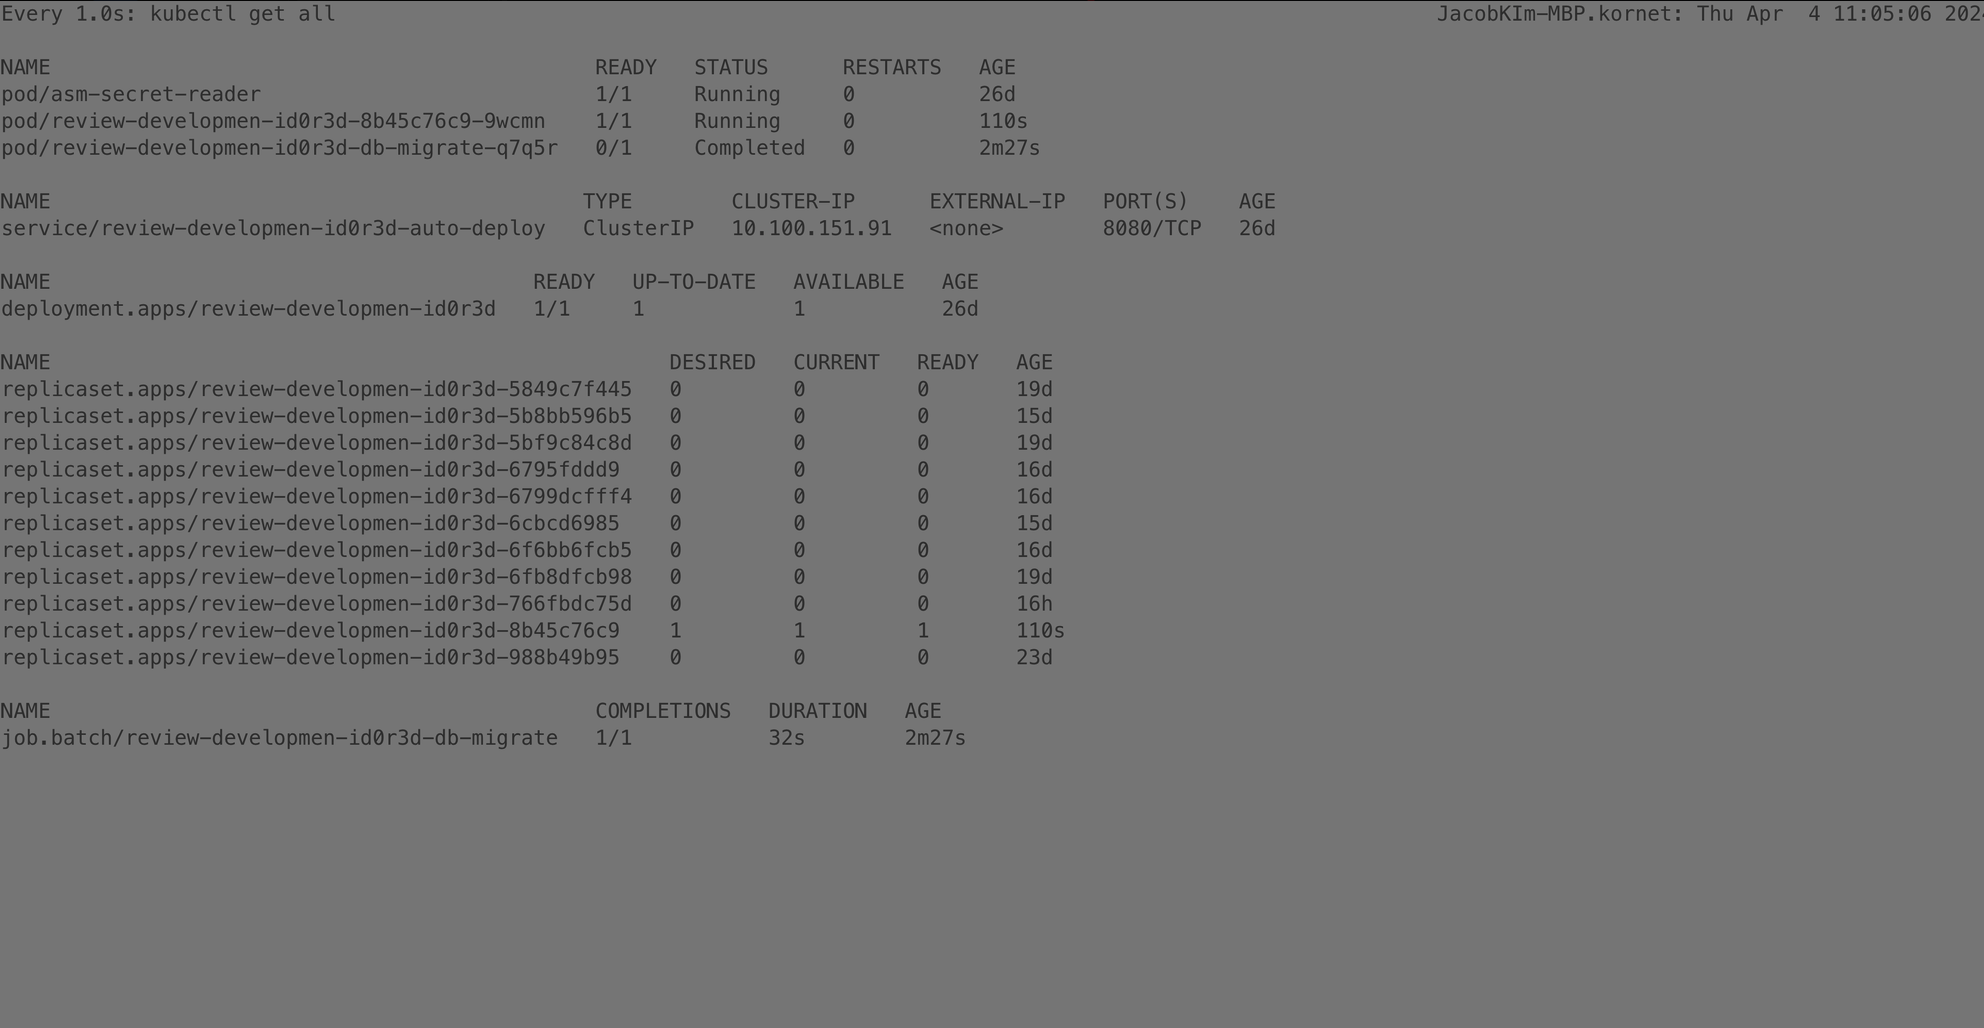 Every 1.0s: kubectl get all JacobKIm-MBP.kornet: Thu Apr  4 11:05:06
NAME READY STATUS RESTARTS AGE
pod/asm-secret-reader 1/1 Running 0 26d
pod/review-developmen-id0r3d-8b45c76c9-9wcmn 1/1 Running 0 110s
pod/review-developmen-id0r3d-db-migrate-q7q5r 0/1 Completed 0 2m27s
NAME TYPE CLUSTER-IP EXTERNAL-IP PORT(S) AGE
service/review-developmen-id0r3d-auto-deploy ClusterIP 10.100.151.91 <none> 8080/TCP 26d
NAME READY UP-TO-DATE AVAILABLE AGE
deployment.apps/review-developmen-id0r3d 1/1 1 1 26d
NAME DESIRED CURRENT READY AGE
replicaset.apps/review-developmen-id0r3d-5849c7f445 0 0 0 19d
replicaset.apps/review-developmen-id0r3d-5b8bb596b5 0 0 0 15d
replicaset.apps/review-developmen-id0r3d-5bf9c84c8d 0 0 0 19d
replicaset.apps/review-developmen-id0r3d-6795fddd9 0 0 0 16d
replicaset.apps/review-developmen-id0r3d-6799dcfff4 0 0 0 16d
replicaset.apps/review-developmen-id0r3d-6cbcd6985 0 0 0 15d
replicaset.apps/review-developmen-id0r3d-6f6bb6fcb5 0 0 0 16d
replicaset.apps/review-developmen-id0r3d-6fb8dfcb98 0 0 0 19d
replicaset.apps/review-developmen-id0r3d-766fbdc75d 0 0 0 16h
replicaset.apps/review-developmen-id0r3d-8b45c76c9 1 1 1 110s
replicaset.apps/review-developmen-id0r3d-988b49b95 0 0 0 23d
NAME COMPLETIONS DURATION AGE
job.batch/review-developmen-id0r3d-db-migrate 1/1 32s 2m27s